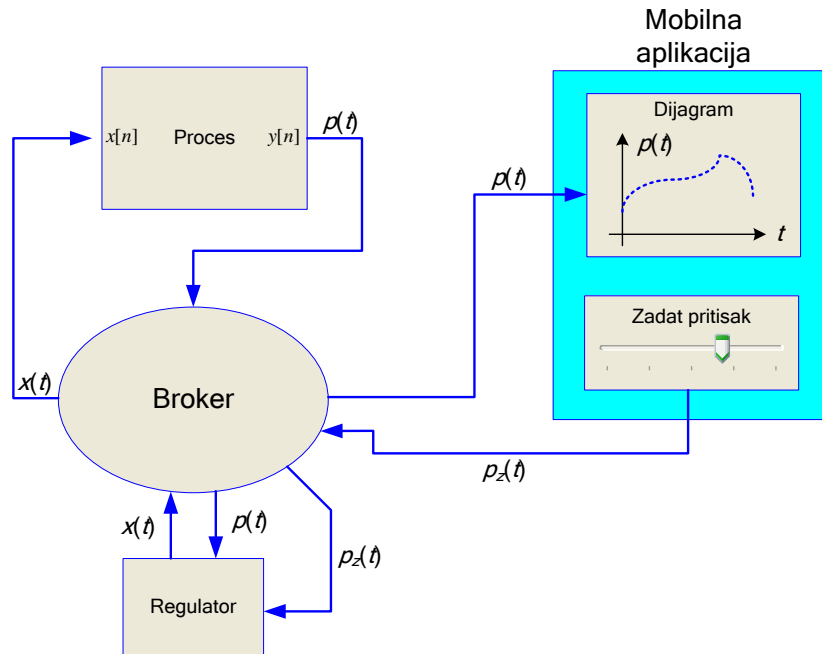 Mobilna
aplikacija
x[n] Proces y[n]
p(t)
Dijagram
p(t)
t
p(t)
Zadat pritisak
x(t)
Broker
p_z(t)
x(t)
p(t)
p_z(t)
Regulator